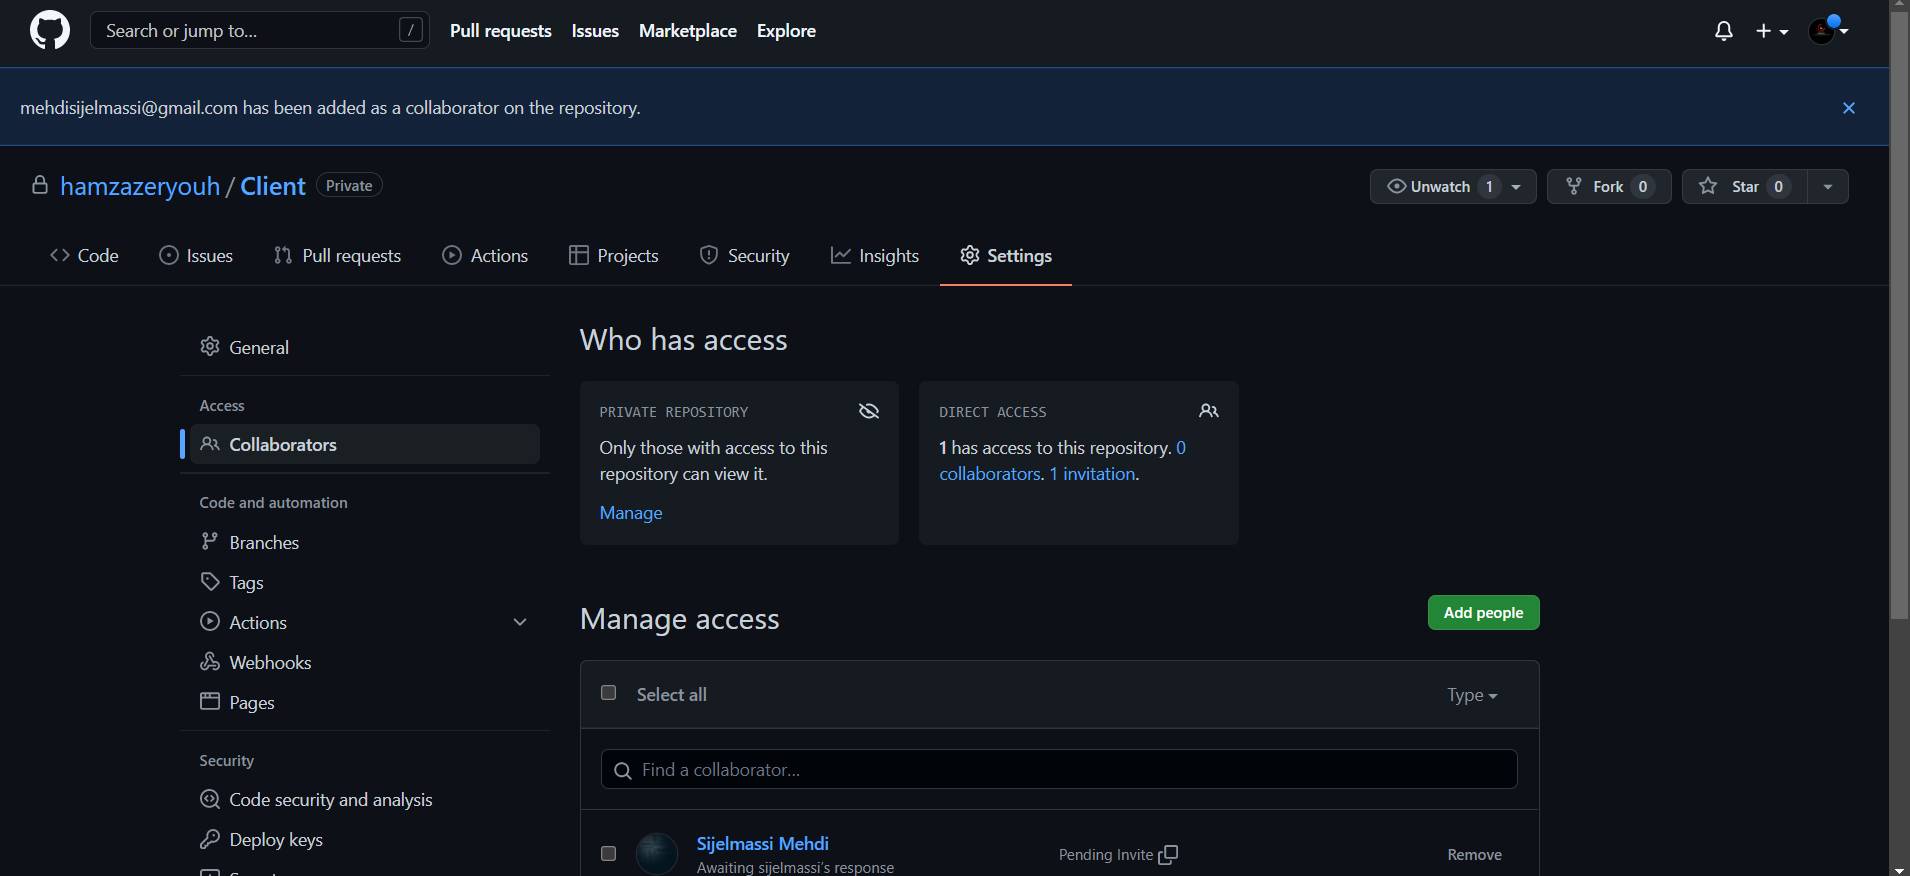 Search or jump to... /
Pull requests Issues Marketplace Explore
mehdisijelmassi@gmail.com has been added as a collaborator on the repository.
hamzazeryouh / Client Private
Unwatch 1 Fork 0 Star 0
Code Issues Pull requests Actions Projects Security Insights Settings
General
Access
Collaborators
Code and automation
Branches
Tags
Actions
Webhooks
Pages
Security
Code security and analysis
Deploy keys
Who has access
PRIVATE REPOSITORY
Only those with access to this
repository can view it.
Manage
DIRECT ACCESS
1 has access to this repository. 0
collaborators. 1 invitation.
Manage access
Add people
Select all Type
Find a collaborator...
Sijelmassi Mehdi
Awaiting sijelmassi's response
Pending Invite
Remove